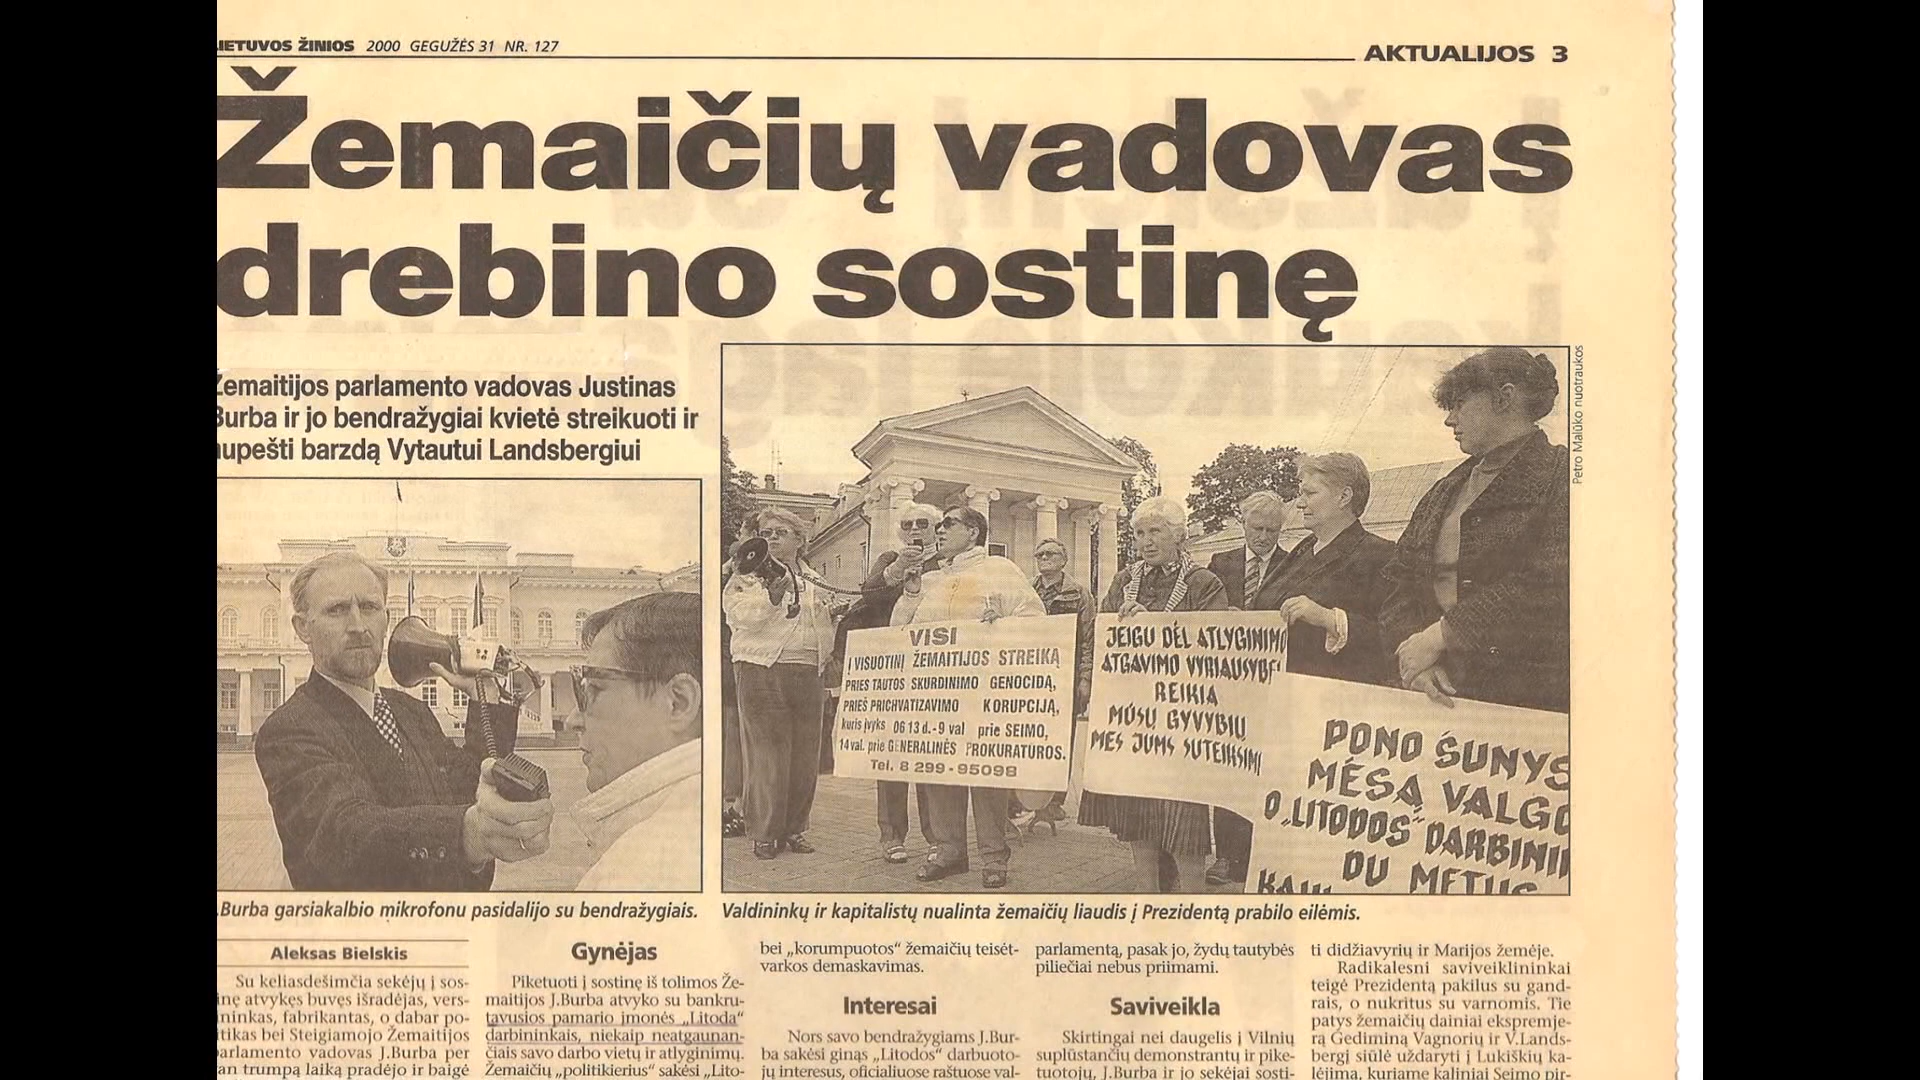 LIETUVOS ŽINIOS 2000 GEGUŽĖS 31 NR. 127
AKTUALIJOS 3
Žemaičių vadovas
drebino sostinę
Žemaitijos parlamento vadovas Justinas
Burba ir jo bendražygiai kvietė streikuoti ir
nupešti barzdą Vytautui Landsbergiui
Petro Malūko nuotraukos
VISI
Į VISUOTINĮ ŽEMAITIJOS STREIKĄ
PRIEŠ TAUTOS SKURDINIMO GENOCIDĄ,
PRIEŠ PRICHVATIZAVIMO KORUPCIJĄ,
kuris įvyks 06 13 d.-9 val prie SEIMO,
14 val. prie GENERALINĖS PROKURATŪROS.
Tel. 8 299-95098
JEIGU DĖL ATLYGINIMO
ATGAVIMO VYRIAUSYBEI
REIKIA
MŪSŲ GYVYBIŲ
MES JUMS SUTEIKSIM
PONO ŠUNYS
MĖSĄ VALGO
O „LITODOS" DARBINI
DU METUS
.Burba garsiakalbio mikrofonu pasidalijo su bendražygiais.
Valdininkų ir kapitalistų nualinta žemaičių liaudis į Prezidentą prabilo eilėmis.
Aleksas Bielskis
Su keliasdešimčia sekėjų į sos-
tinę atvykęs buvęs išradėjas, vers-
lininkas, fabrikantas, o dabar po-
litikas bei Steigiamojo Žemaitijos
parlamento vadovas J.Burba per
gan trumpą laiką pradėjo ir baigė
Gynėjas
Piketuoti į sostinę iš tolimos Že-
maitijos J.Burba atvyko su bankru-
tavusios pamario įmonės „Litoda"
darbininkais, niekaip neatgaunan-
čiais savo darbo vietų ir atlyginimų.
Žemaičių „politikierius" sakėsi „Lito-
bei „korumpuotos" žemaičių teisėt-
varkos demaskavimas.
Interesai
Nors savo bendražygiams J.Bur-
ba sakėsi ginąs „Litodos" darbuoto-
jų interesus, oficialiuose raštuose val-
parlamentą, pasak jo, žydų tautybės
piliečiai nebus priimami.
Saviveikla
Skirtingai nei daugelis į Vilnių
suplūstančių demonstrantų ir pike-
tuotojų, J.Burba ir jo sekėjai sosti-
ti didžiavyrių ir Marijos žemėje.
Radikalesni saviveiklininkai
teigė Prezidentą pakilus su gand-
rais, o nukritus su varnomis. Tie
patys žemaičių dainiai ekspremje-
rą Gediminą Vagnorių ir V.Lands-
bergį siūlė uždaryti į Lukiškių ka-
lėjimą, kuriame kaliniai Seimo pir-